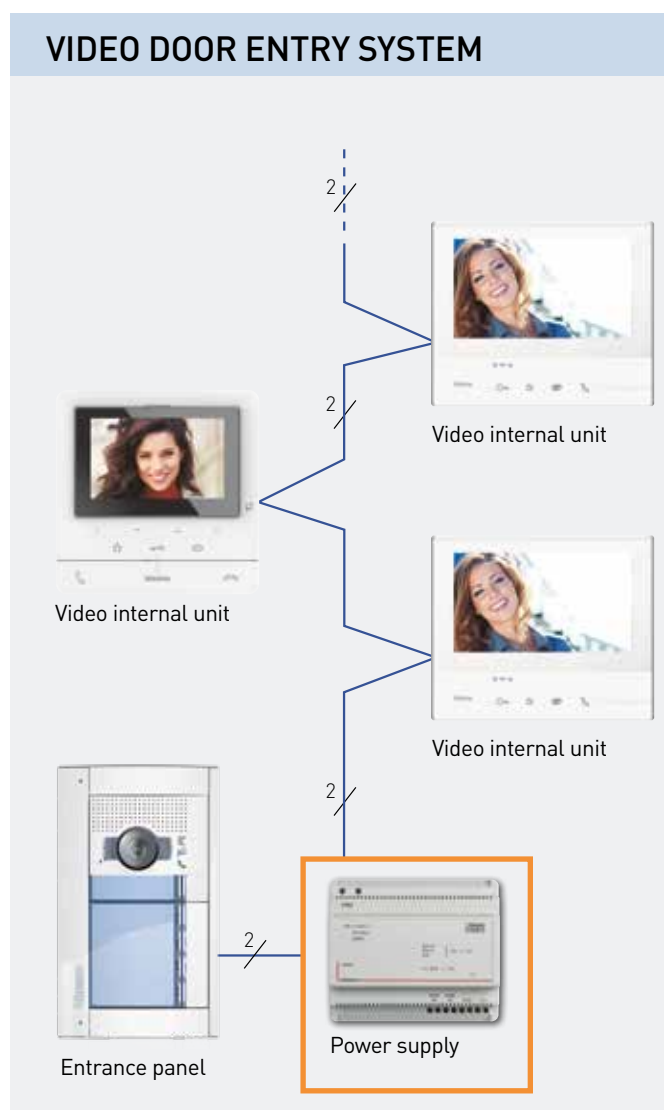 VIDEO DOOR ENTRY SYSTEM
2
2
Video internal unit
Video internal unit
2
Video internal unit
2
Entrance panel
Power supply